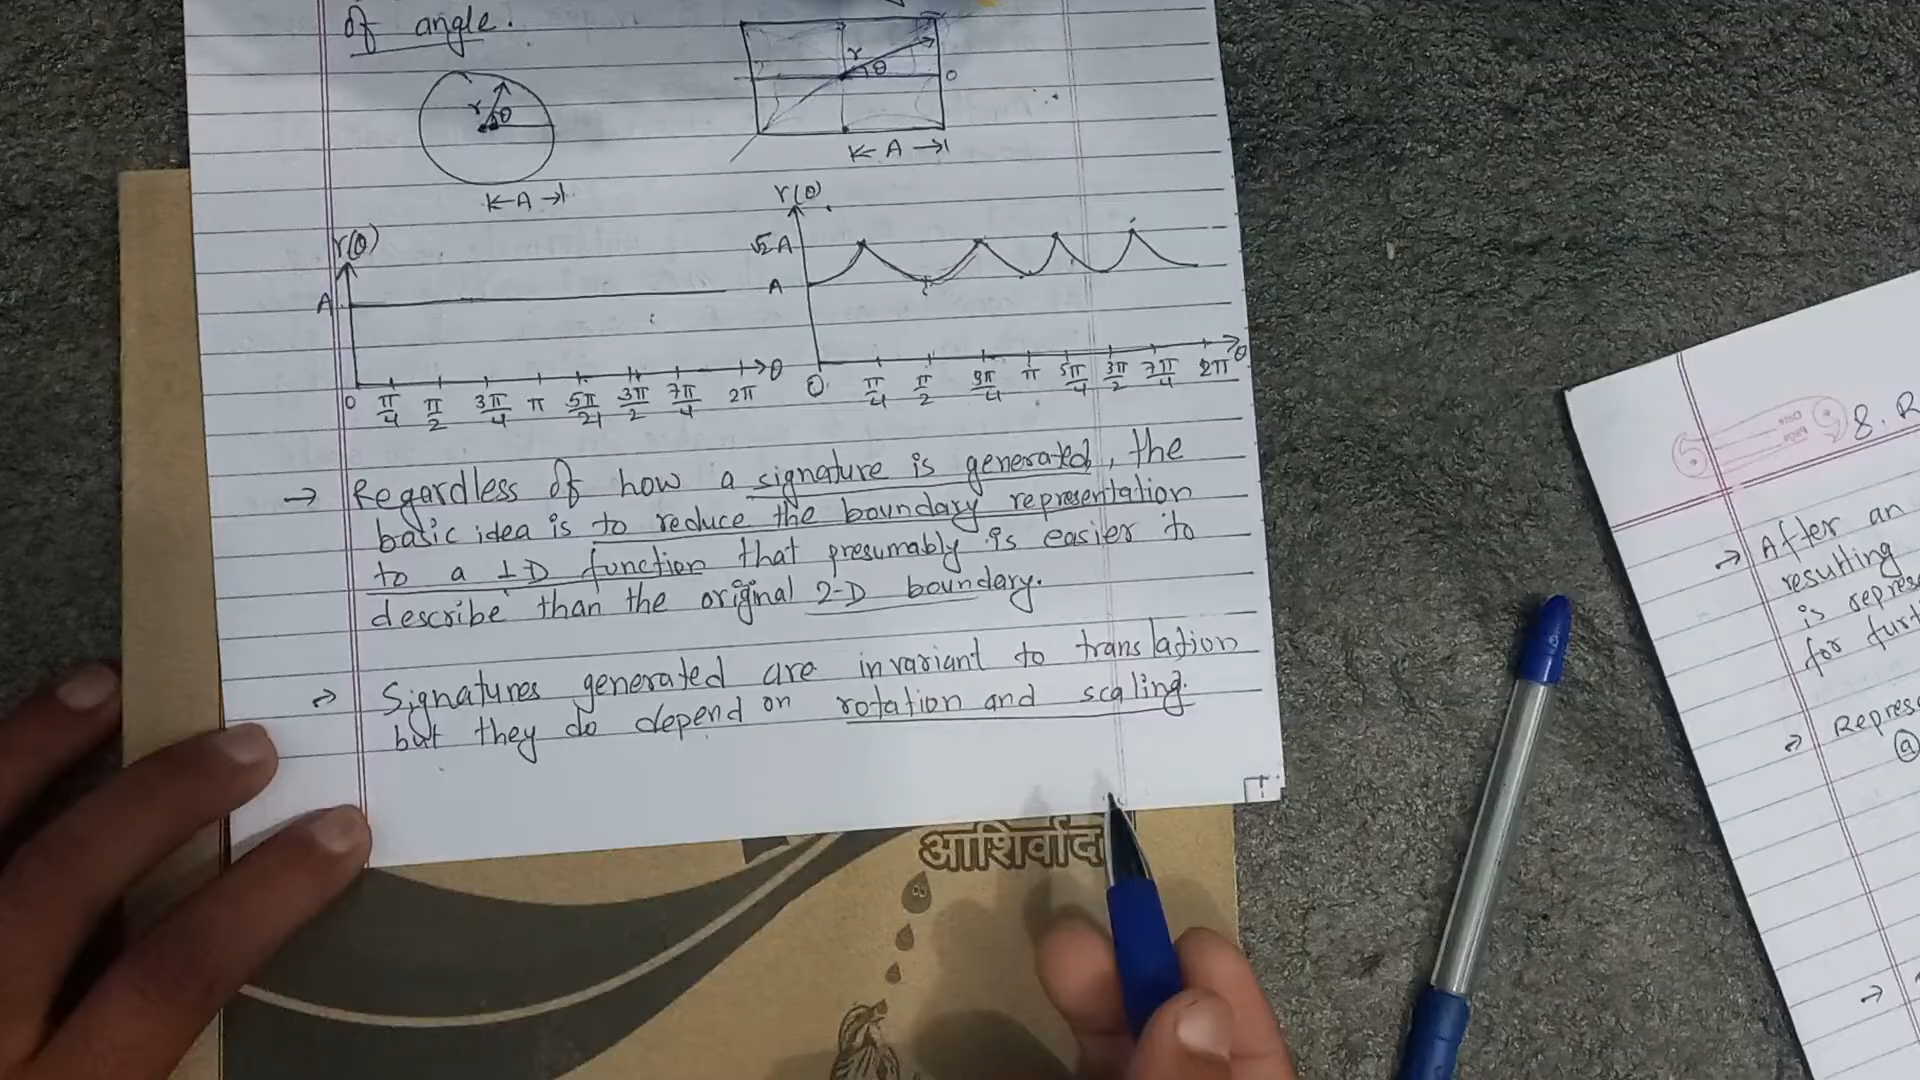 of angle.
r θ
r
θ
0
K A →|
K A →|
r(θ)
√2 A
A
r(θ)
A
0 π/4 π/2 3π/4 π 5π/4 3π/2 7π/4 2π θ
0 π/4 π/2 3π/4 π 5π/4 3π/2 7π/4 2π θ
→ Regardless of how a signature is generated, the
basic idea is to reduce the boundary representation
to a 1-D function that presumably is easier to
describe than the original 2-D boundary.
→ Signatures generated are invariant to translation
but they do depend on rotation and scaling.
आशिर्वाद
8. R
→ After an
resulting
is represe
for furt
→ Represe
ⓐ
→